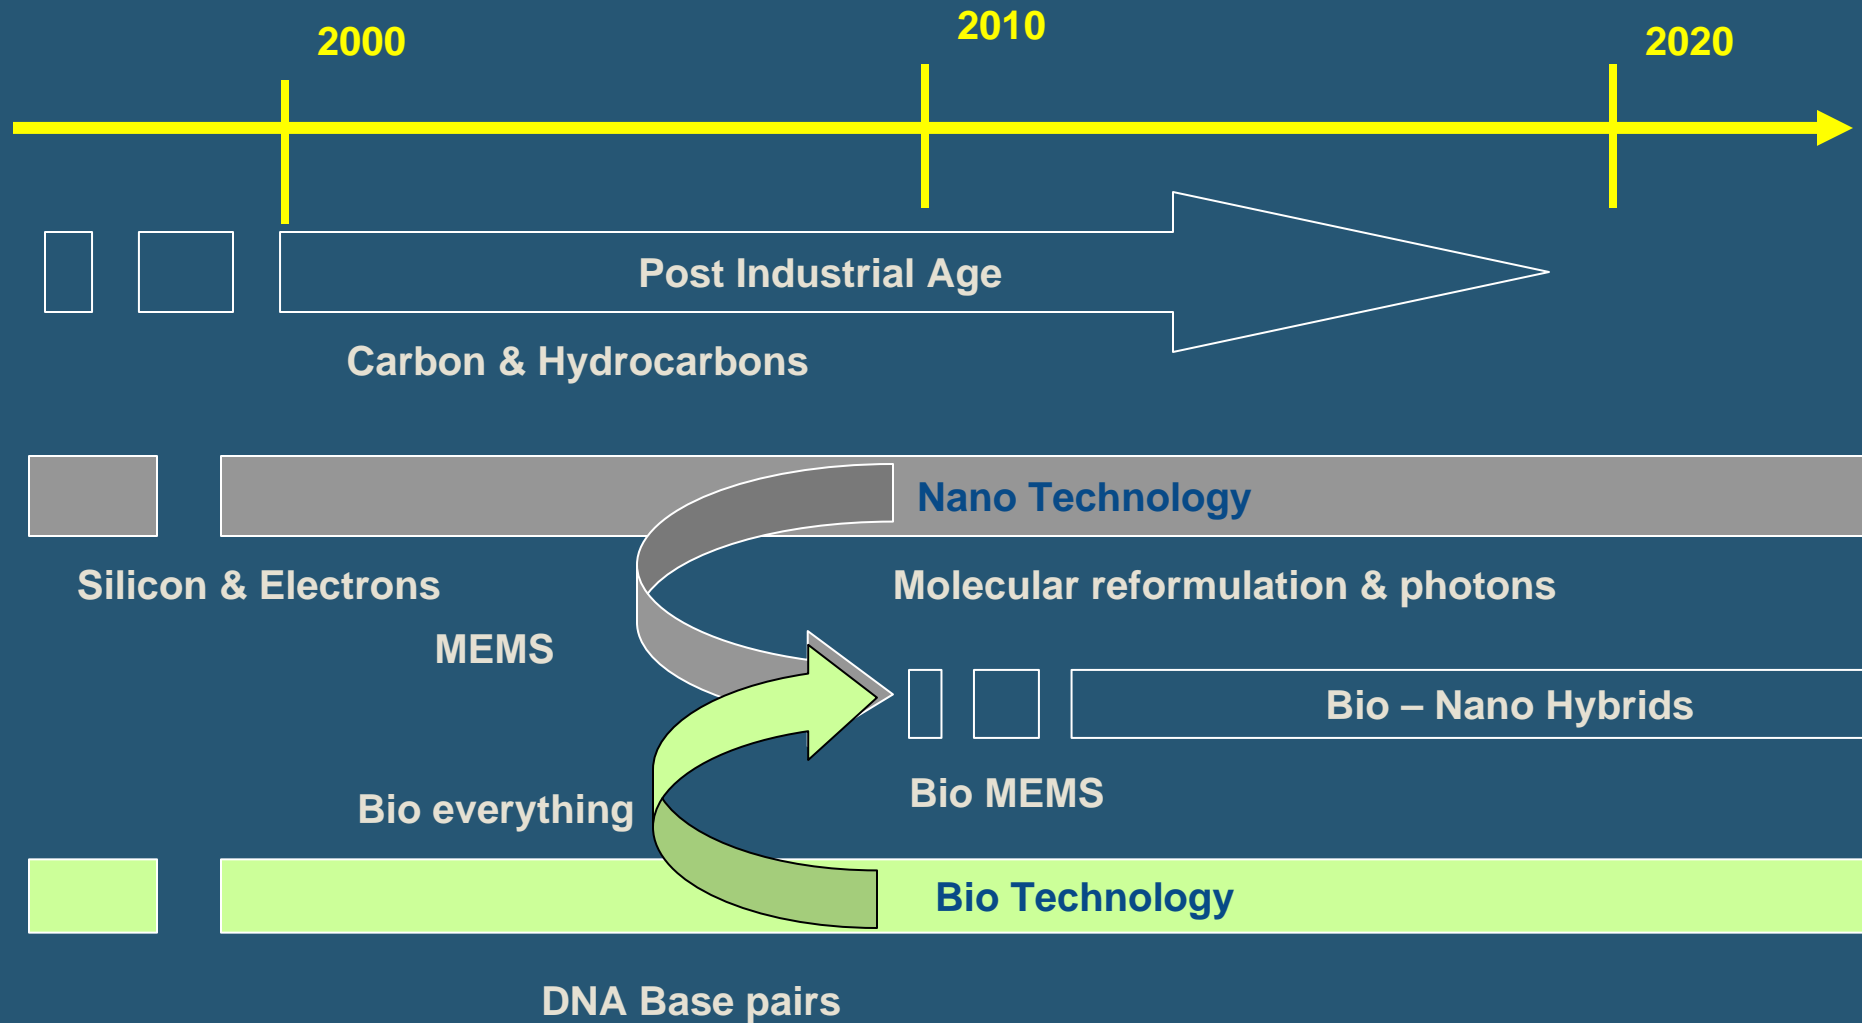 2000
2010
2020
Post Industrial Age
Carbon & Hydrocarbons
Nano Technology
Silicon & Electrons
Molecular reformulation & photons
MEMS
Bio – Nano Hybrids
Bio MEMS
Bio everything
Bio Technology
DNA Base pairs